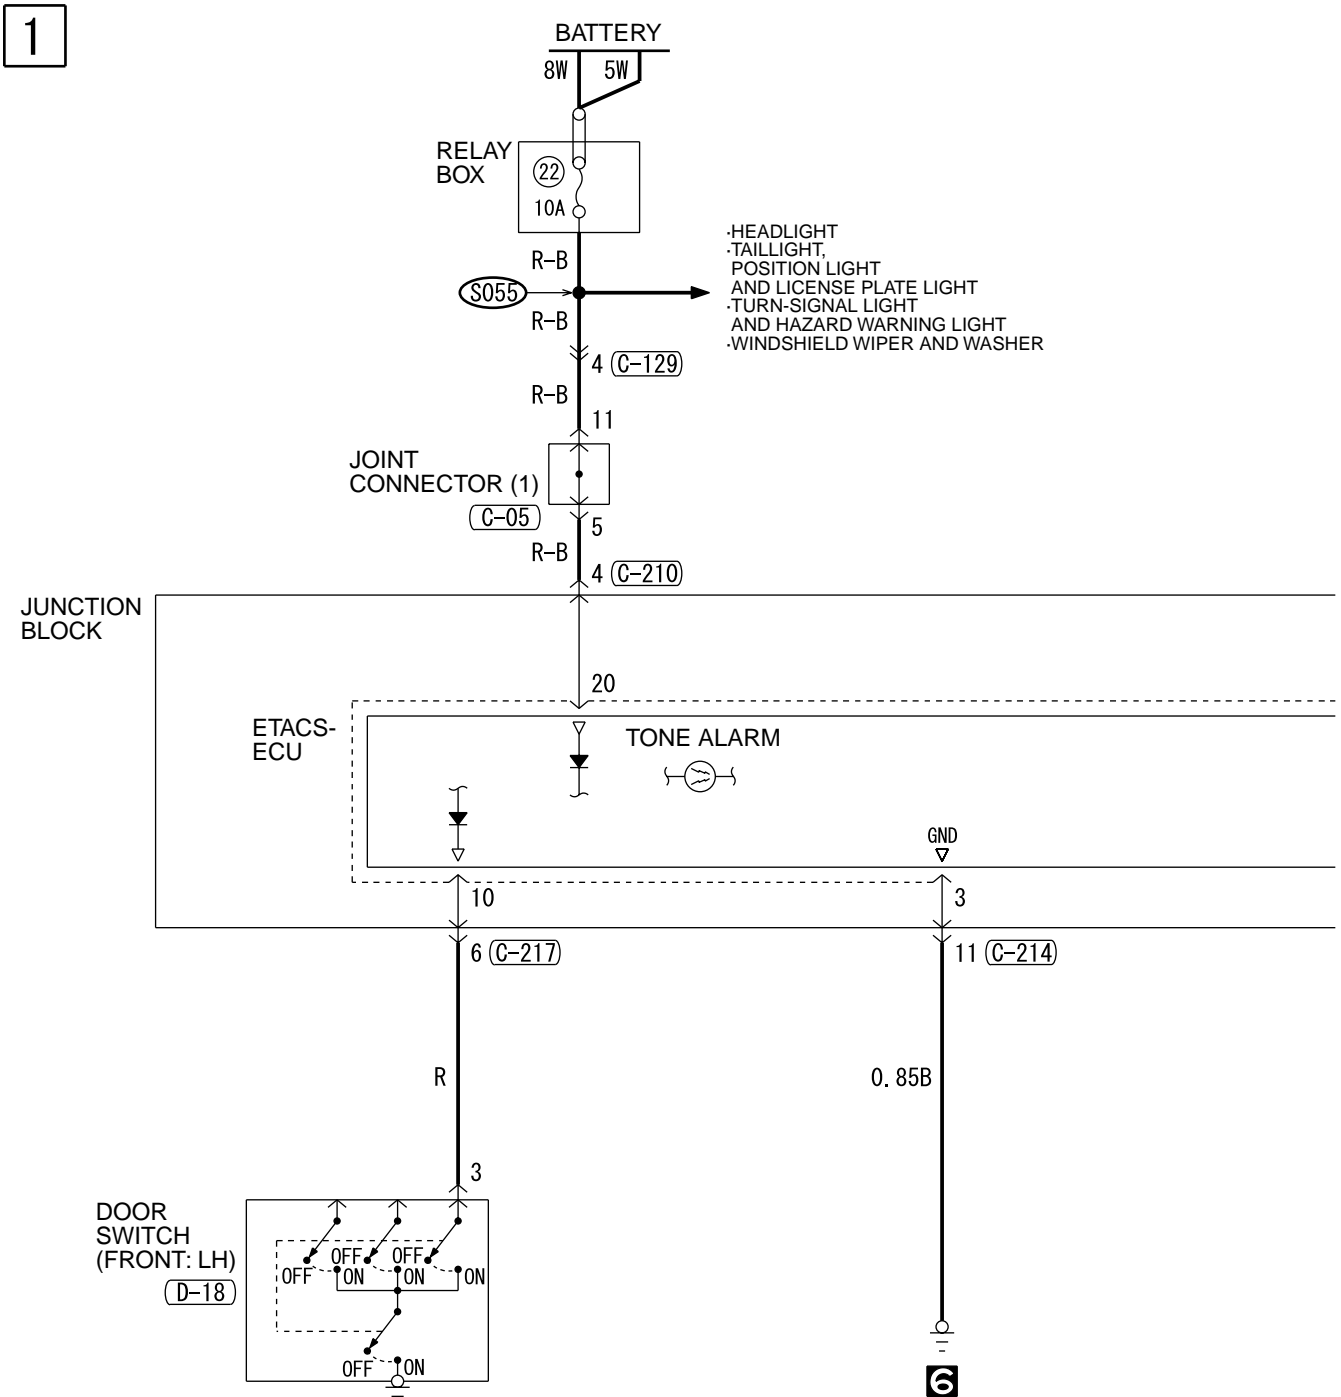 1
BATTERY
8W 5W
RELAY
BOX
22
10A
R-B
·HEADLIGHT
·TAILLIGHT,
POSITION LIGHT
AND LICENSE PLATE LIGHT
·TURN-SIGNAL LIGHT
AND HAZARD WARNING LIGHT
·WINDSHIELD WIPER AND WASHER
S055
R-B
4 C-129
R-B
11
JOINT
CONNECTOR (1)
C-05
5
R-B
4 C-210
JUNCTION
BLOCK
20
ETACS-
ECU
TONE ALARM
GND
10
3
6 C-217
11 C-214
R
0.85B
3
DOOR
SWITCH
(FRONT: LH)
D-18
OFF ON OFF ON OFF ON
OFF ON
6